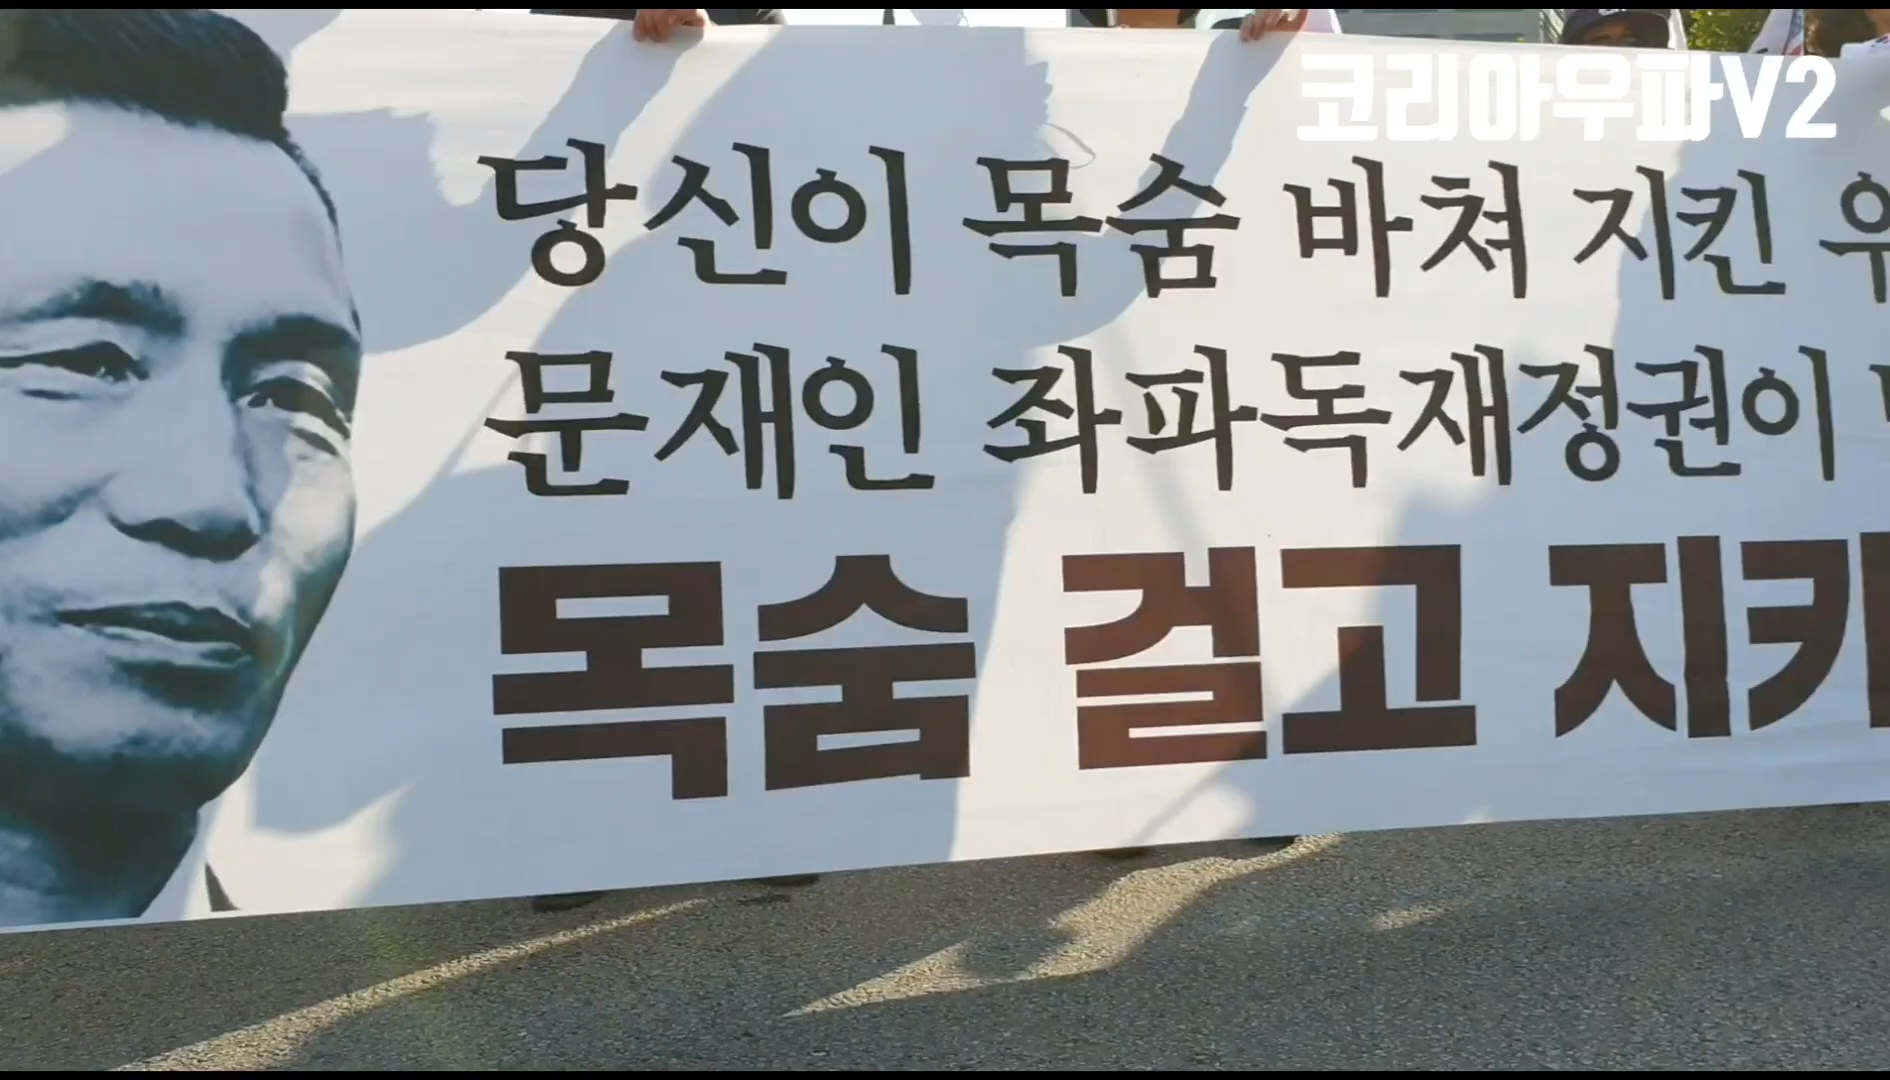 코리아우파V2
당신이 목숨 바쳐 지킨
문재인 좌파독재정권이
목숨 걸고 지키